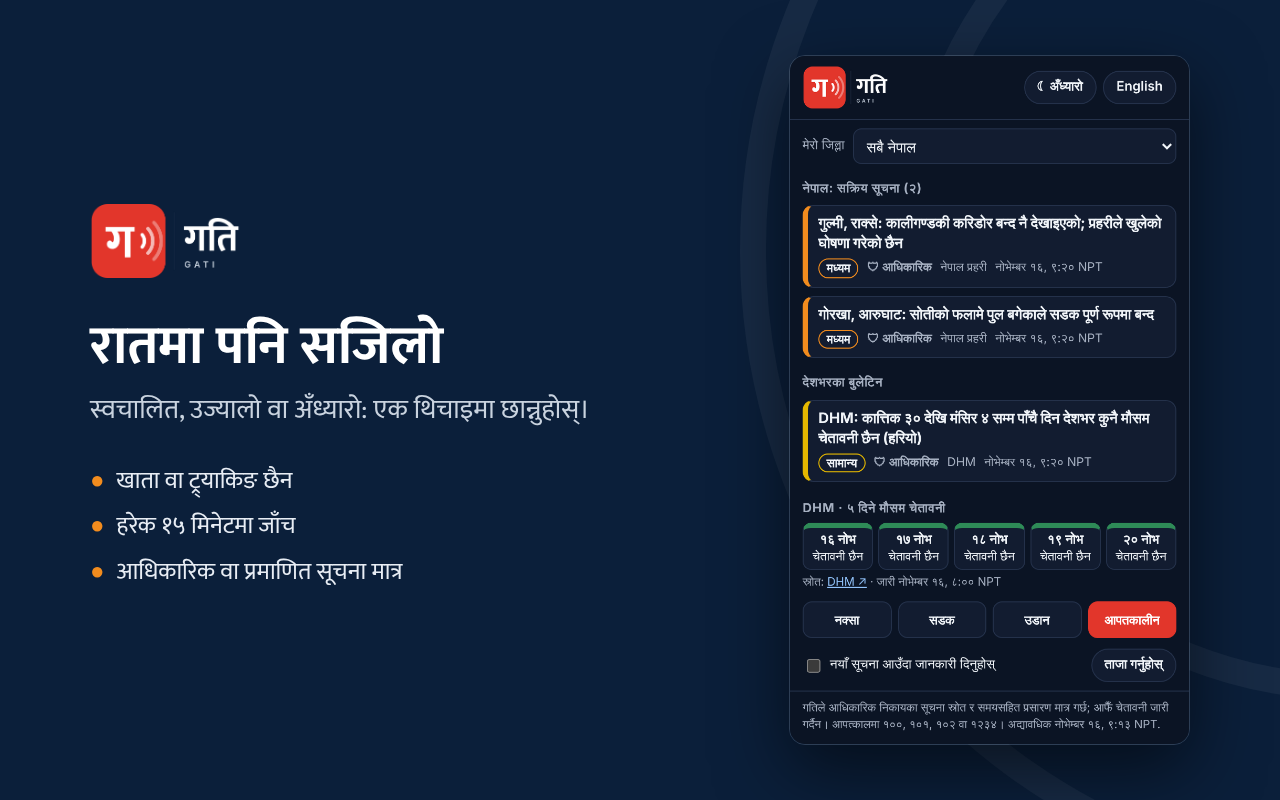 ग
गति
GATI
रातमा पनि सजिलो
स्वचालित, उज्यालो वा अँध्यारो: एक थिचाइमा छान्नुहोस्।
खाता वा ट्र्याकिङ छैन
हरेक १५ मिनेटमा जाँच
आधिकारिक वा प्रमाणित सूचना मात्र
ग
गति
GATI
☾ अँध्यारो
English
मेरो जिल्ला
सबै नेपाल
नेपाल: सक्रिय सूचना (२)
गुल्मी, राक्से: कालीगण्डकी करिडोर बन्द नै देखाइएको; प्रहरीले खुलेको
घोषणा गरेको छैन
मध्यम 🛡 आधिकारिक नेपाल प्रहरी नोभेम्बर १६, ९:२० NPT
गोरखा, आरुघाट: सोतीको फलामे पुल बगेकाले सडक पूर्ण रूपमा बन्द
मध्यम 🛡 आधिकारिक नेपाल प्रहरी नोभेम्बर १६, ९:२० NPT
देशभरका बुलेटिन
DHM: कात्तिक ३० देखि मंसिर ४ सम्म पाँचै दिन देशभर कुनै मौसम
चेतावनी छैन (हरियो)
सामान्य 🛡 आधिकारिक DHM नोभेम्बर १६, ९:२० NPT
DHM · ५ दिने मौसम चेतावनी
१६ नोभ १७ नोभ १८ नोभ १९ नोभ २० नोभ
चेतावनी छैन चेतावनी छैन चेतावनी छैन चेतावनी छैन चेतावनी छैन
स्रोत: DHM ↗ · जारी नोभेम्बर १६, ८:०० NPT
नक्सा सडक उडान आपतकालीन
नयाँ सूचना आउँदा जानकारी दिनुहोस् ताजा गर्नुहोस्
गतिले आधिकारिक निकायका सूचना स्रोत र समयसहित प्रसारण मात्र गर्छ; आफैँ चेतावनी जारी
गर्दैन। आपत्कालमा १००, १०१, १०२ वा १२३४। अद्यावधिक नोभेम्बर १६, ९:१३ NPT.